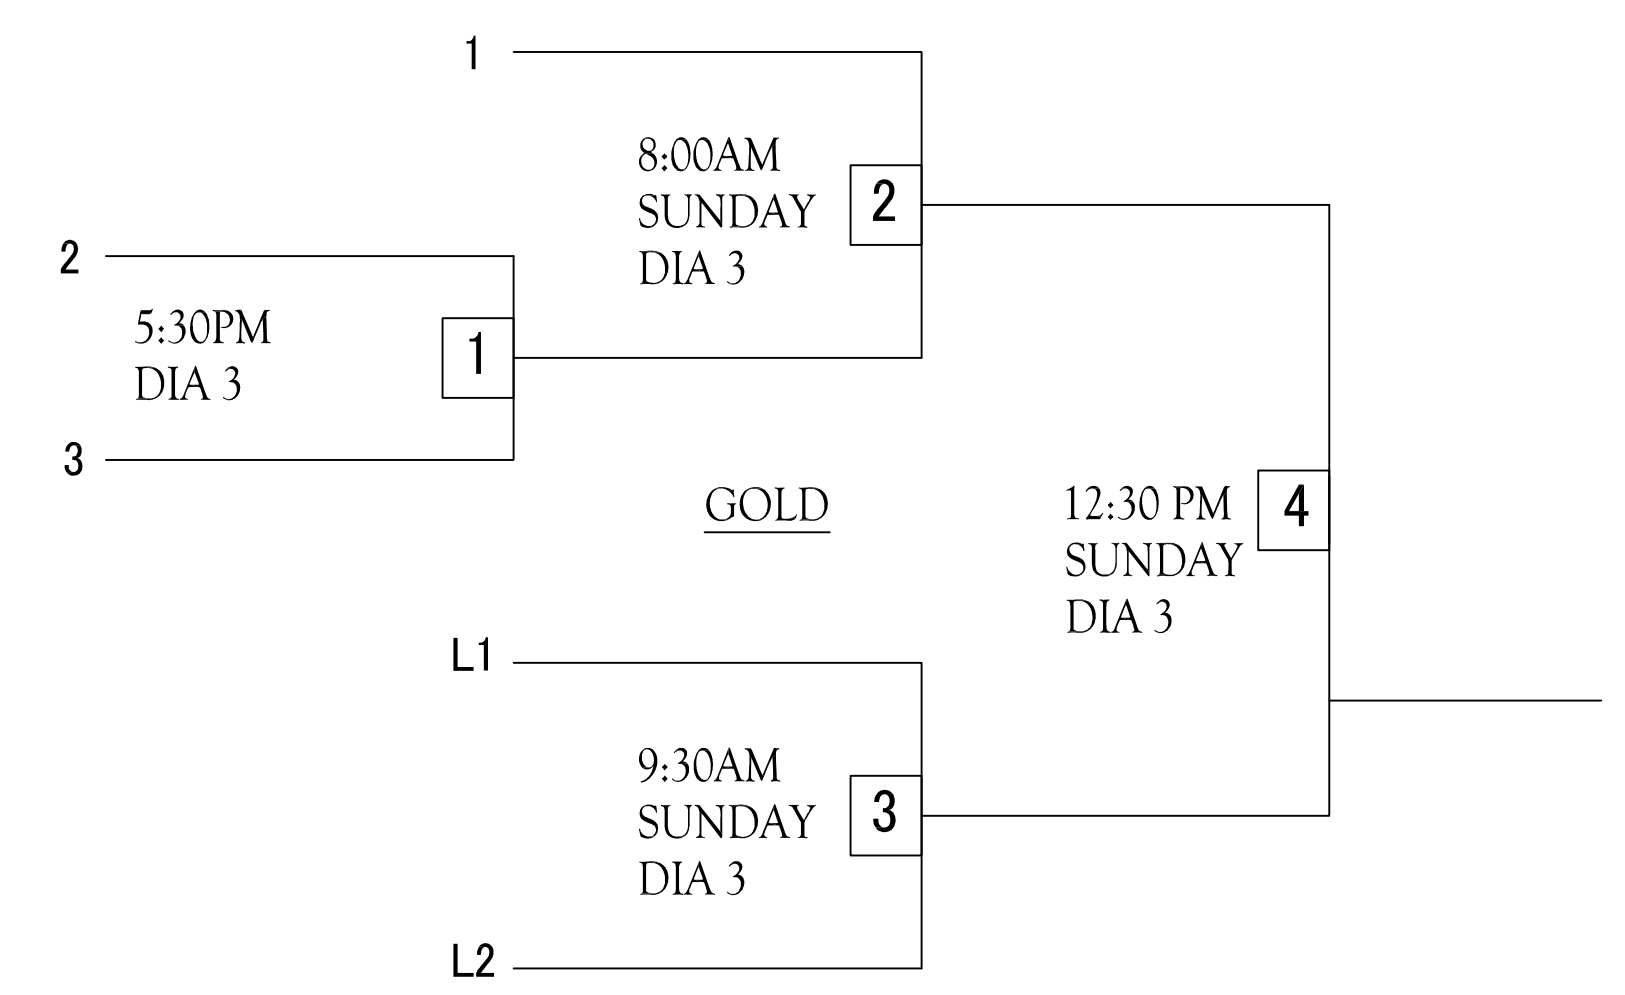 1
8:00AM
SUNDAY
DIA 3
2
2
5:30PM
DIA 3
1
3
GOLD
12:30 PM
SUNDAY
DIA 3
4
L1
9:30AM
SUNDAY
DIA 3
3
L2